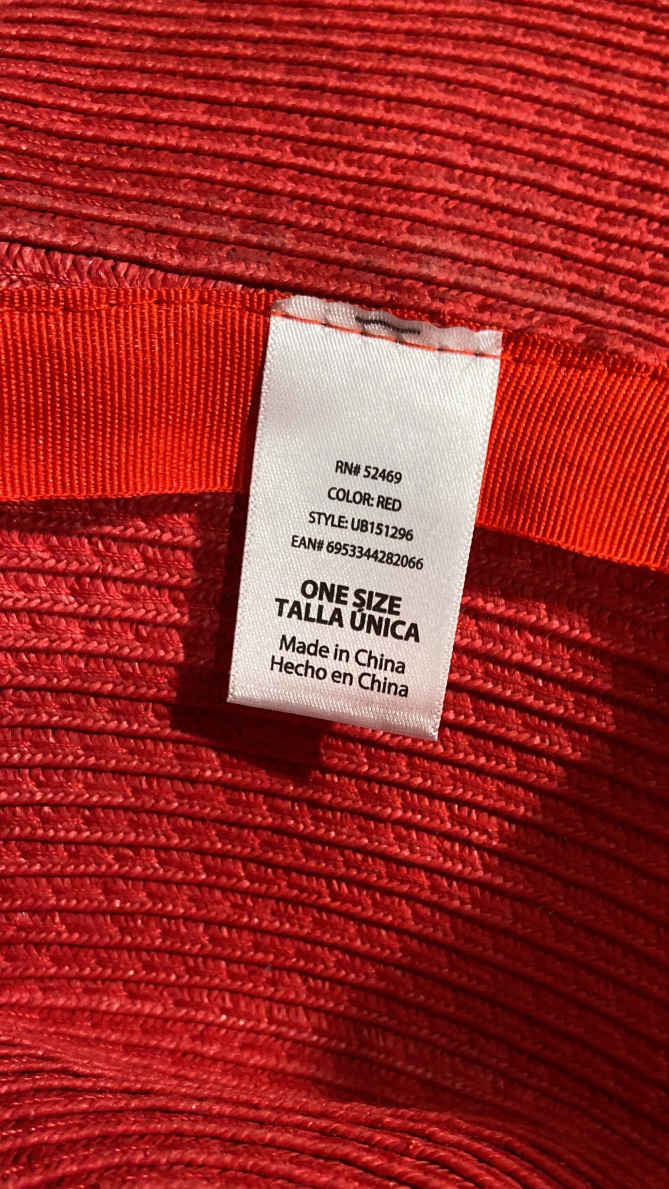 RN# 52469
COLOR: RED
STYLE: UB151296
EAN# 6953344282066
ONE SIZE
TALLA ÚNICA
Made in China
Hecho en China